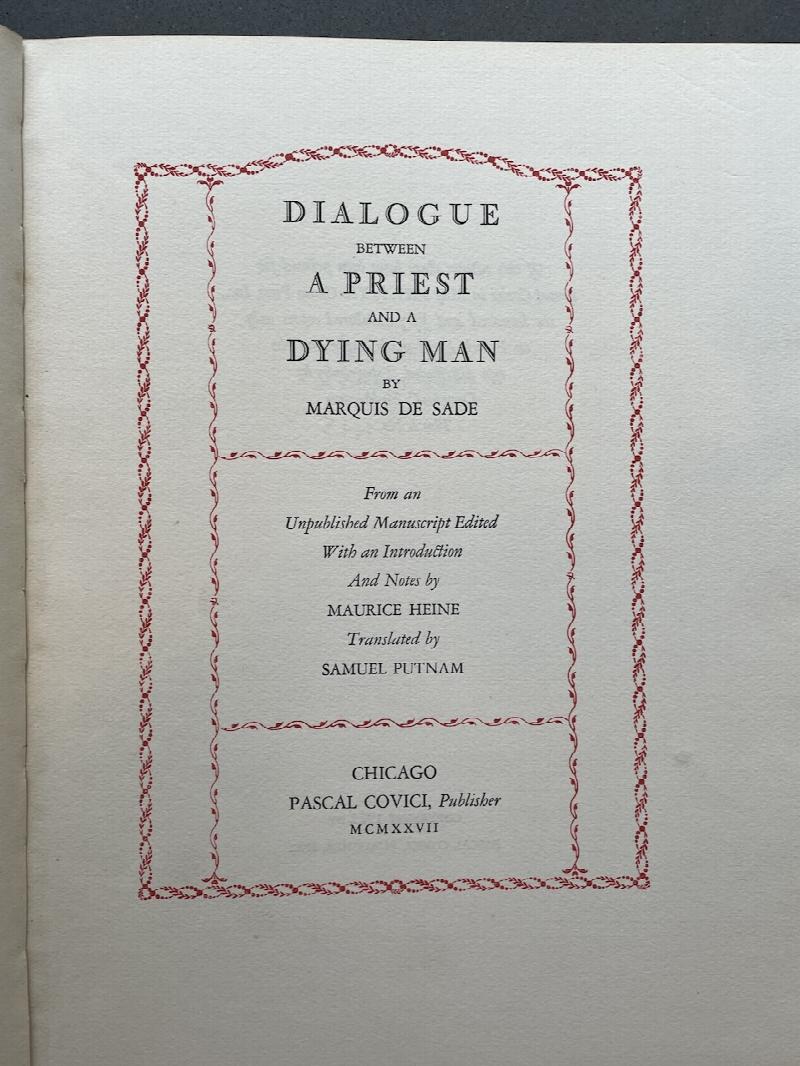 DIALOGUE
BETWEEN
A PRIEST
AND A
DYING MAN
BY
MARQUIS DE SADE
From an
Unpublished Manuscript Edited
With an Introduction
And Notes by
MAURICE HEINE
Translated by
SAMUEL PUTNAM
CHICAGO
PASCAL COVICI, Publisher
MCMXXVII